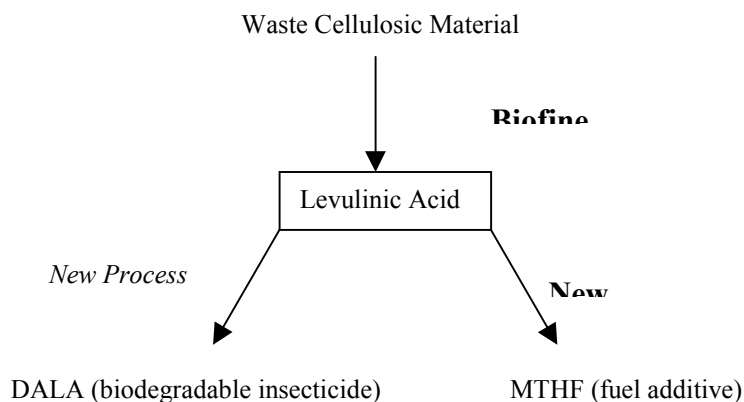 Waste Cellulosic Material
Biofine
Levulinic Acid
New Process
New
DALA (biodegradable insecticide)
MTHF (fuel additive)